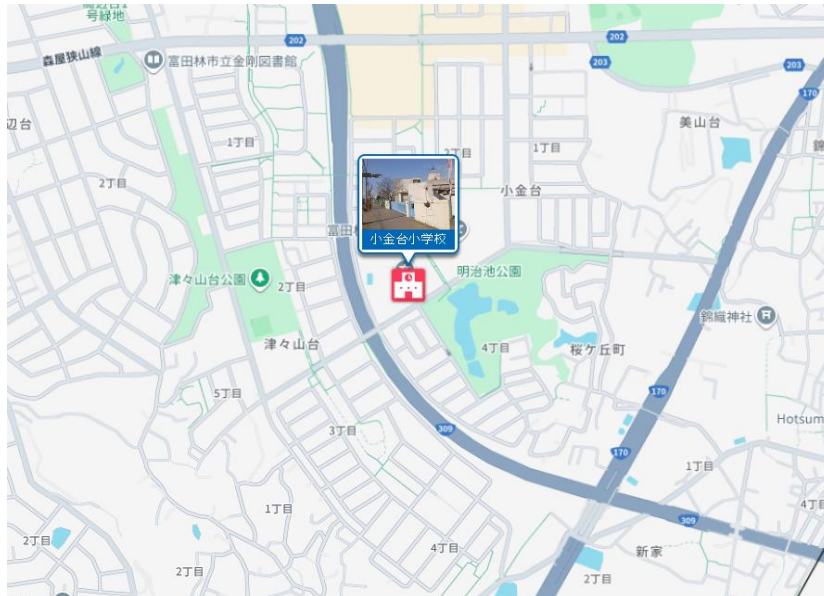 号緑地
森屋狭山線
202
202
富田林市立金剛図書館
203
203
170
辺台
美山台
錦
1丁目
2丁目
1丁目
2丁目
小金台
富田林
小金台小学校
明治池公園
津々山台公園
2丁目
錦織神社
津々山台
4丁目
桜ケ丘町
5丁目
170
3丁目
309
Hotsum
170
1丁目
1丁目
4丁
309
2丁目
4丁目
新家
2丁目
2丁目